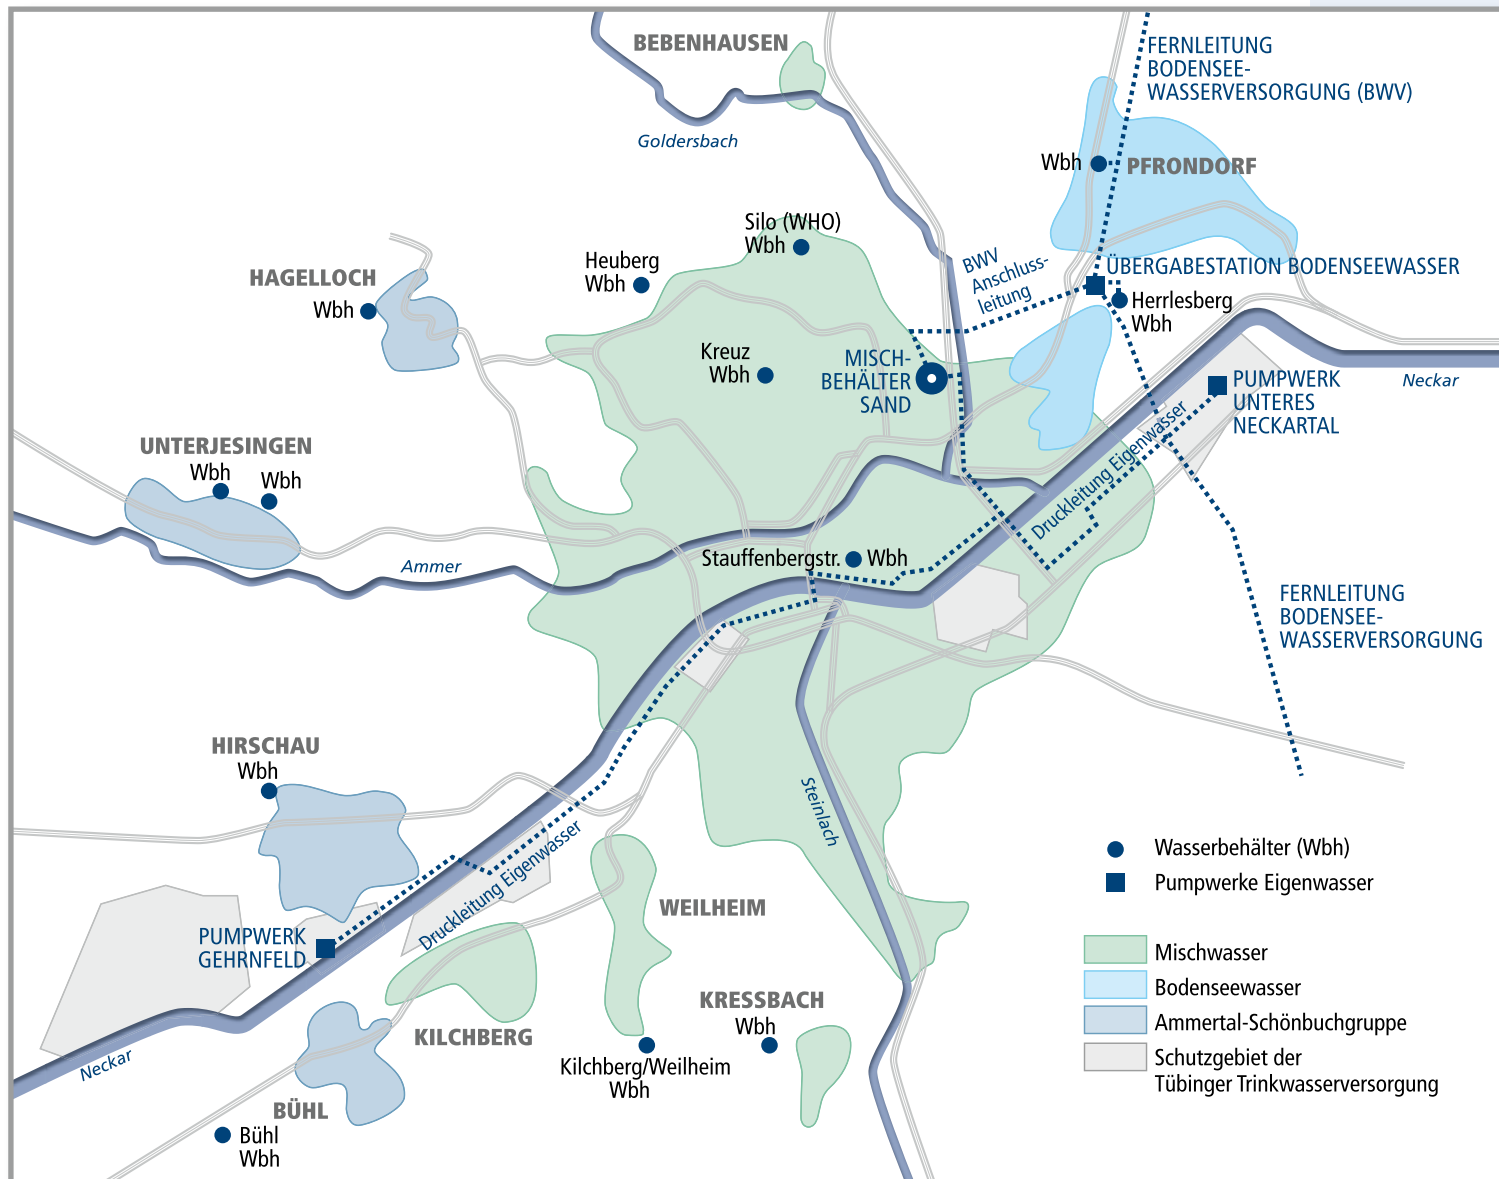 BEBENHAUSEN
FERNLEITUNG
BODENSEE-
WASSERVERSORGUNG (BWV)
Goldersbach
Wbh
PFRONDORF
Silo (WHO)
Wbh
Heuberg
Wbh
HAGELLOCH
Wbh
BWV
Anschluss-
leitung
ÜBERGABESTATION BODENSEEWASSER
Herrlesberg
Wbh
Kreuz
Wbh
MISCH-
BEHÄLTER
SAND
Neckar
PUMPWERK
UNTERES
NECKARTAL
UNTERJESINGEN
Wbh
Wbh
Druckleitung Eigenwasser
Ammer
Stauffenbergstr.
Wbh
FERNLEITUNG
BODENSEE-
WASSERVERSORGUNG
HIRSCHAU
Wbh
Steinlach
Druckleitung Eigenwasser
PUMPWERK
GEHRNFELD
WEILHEIM
KILCHBERG
KRESSBACH
Wbh
Kilchberg/Weilheim
Wbh
Neckar
BÜHL
Bühl
Wbh
Wasserbehälter (Wbh)
Pumpwerke Eigenwasser
Mischwasser
Bodenseewasser
Ammertal-Schönbuchgruppe
Schutzgebiet der
Tübinger Trinkwasserversorgung